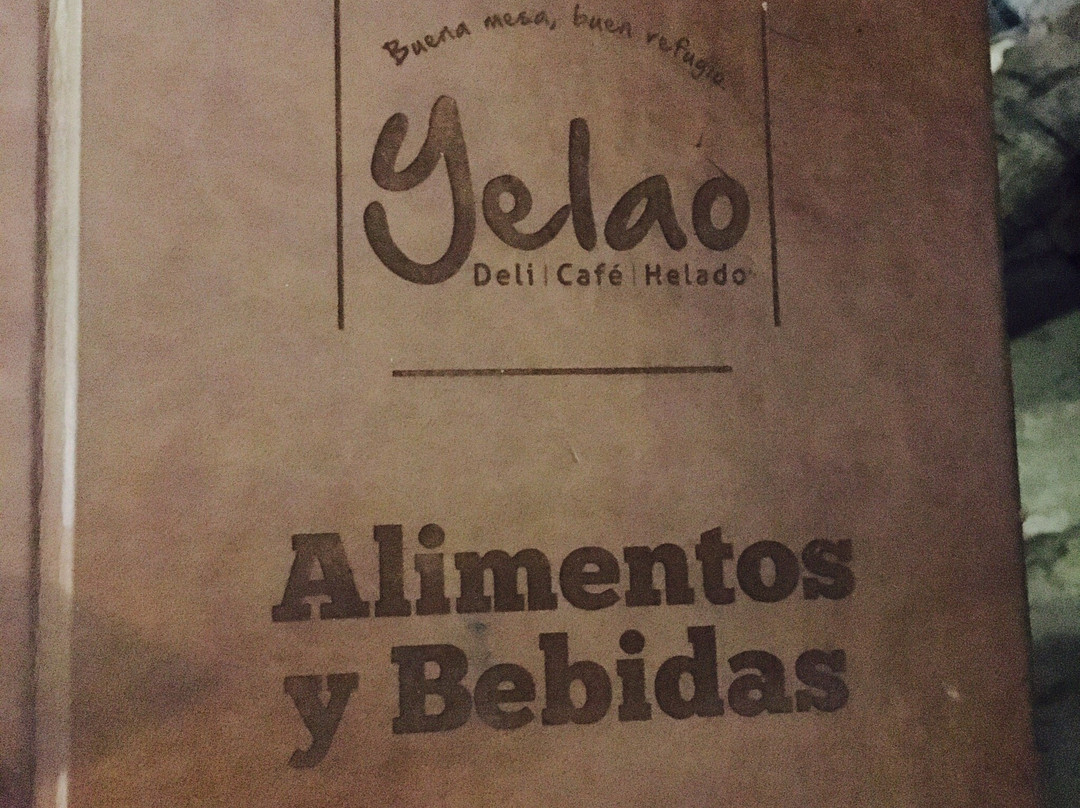 Buena mesa, buen refugio
yelao
Deli | Café | Helado
Alimentos
y Bebidas